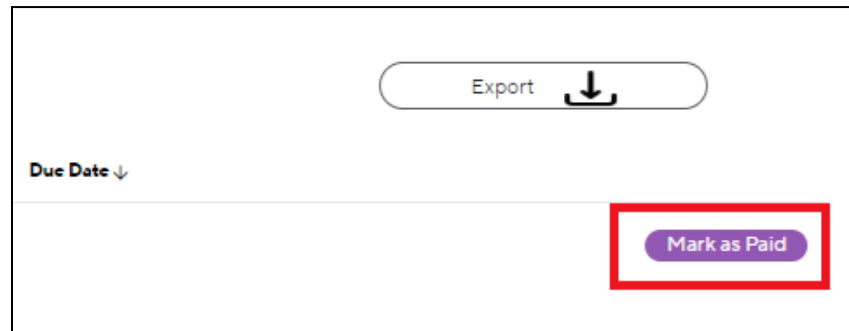 Export
Due Date ↓
Mark as Paid